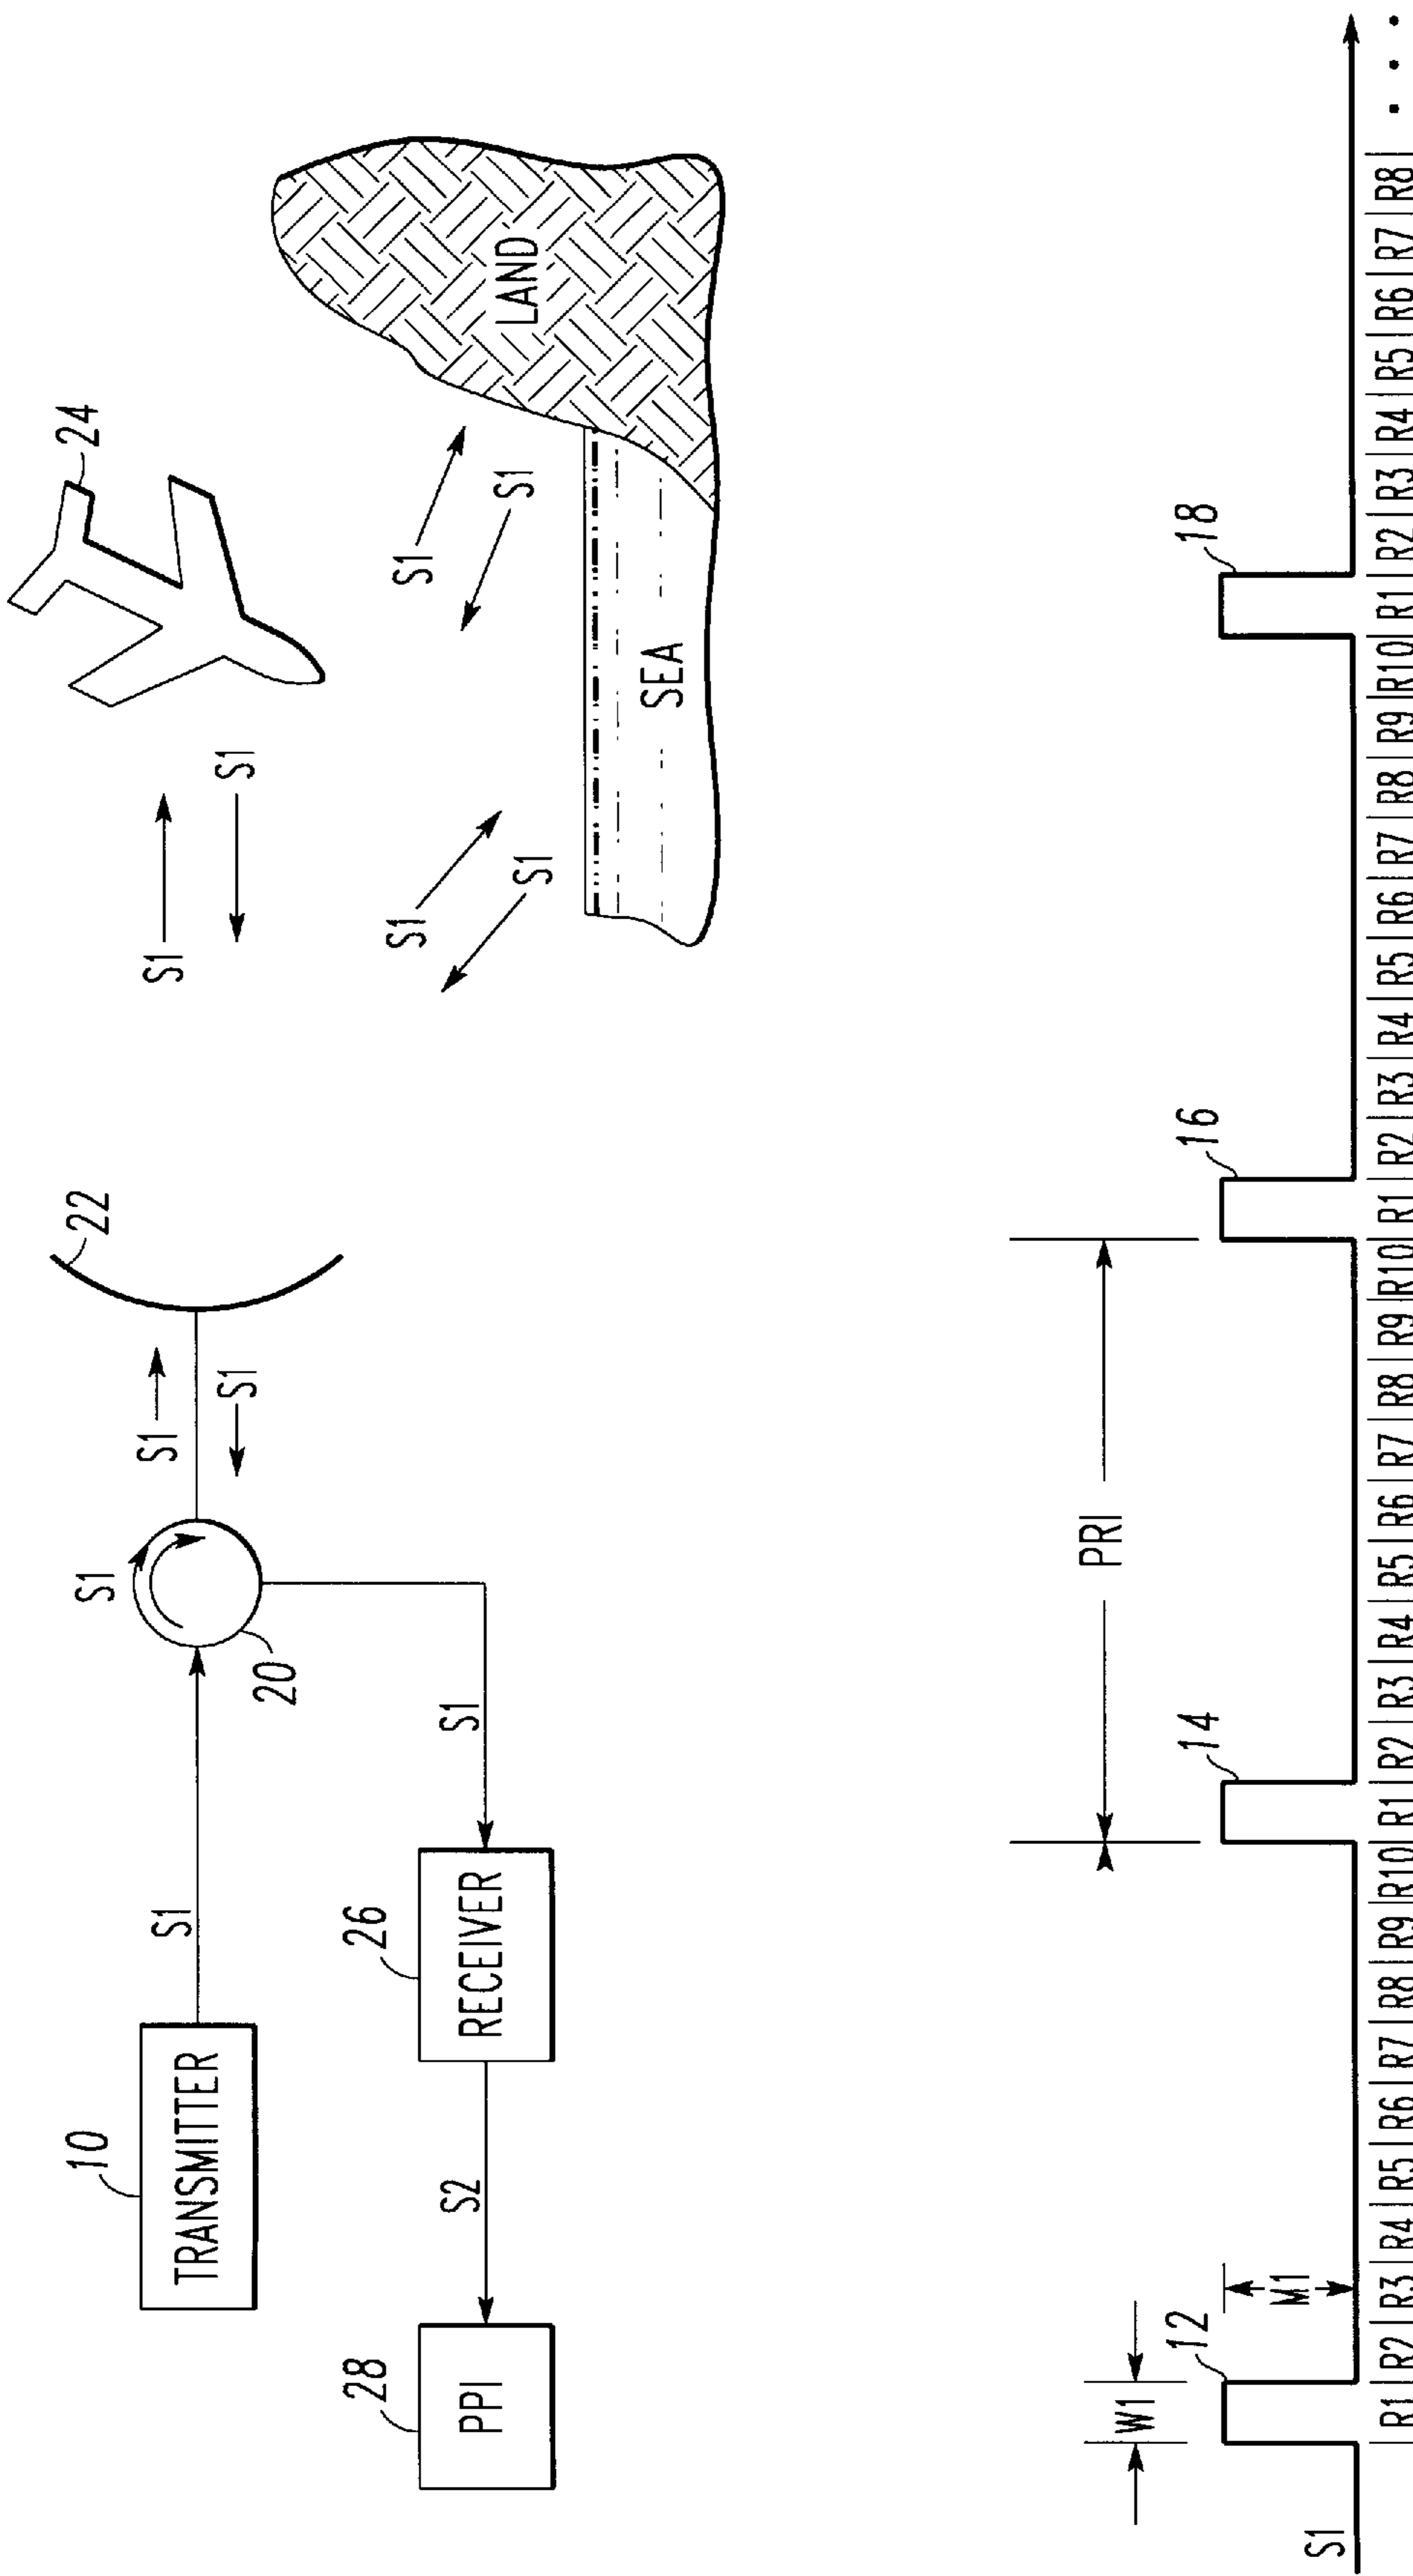 10
TRANSMITTER
S1
S1
20
S1
S1
22
S1
S1
24
28
PPI
S2
26
RECEIVER
S1
S1
S1
S1
S1
SEA
LAND
PRI
W1
12
M1
14
16
18
S1
R1 | R2 | R3 | R4 | R5 | R6 | R7 | R8 | R9 | R10 | R1 | R2 | R3 | R4 | R5 | R6 | R7 | R8 | R9 | R10 | R1 | R2 | R3 | R4 | R5 | R6 | R7 | R8 | R9 | R10 | R1 | R2 | R3 | R4 | R5 | R6 | R7 | R8 | • • •